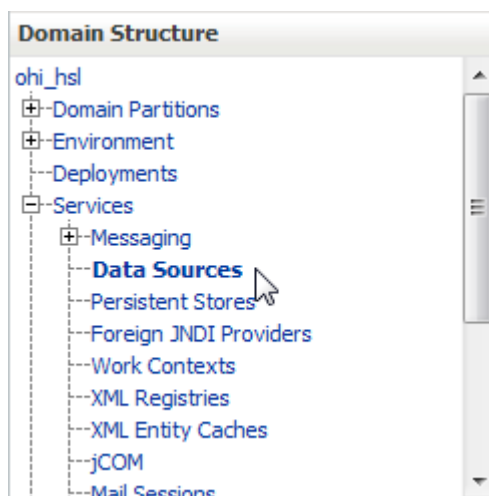 Domain Structure
ohi_hsl
Domain Partitions
Environment
Deployments
Services
Messaging
Data Sources
Persistent Stores
Foreign JNDI Providers
Work Contexts
XML Registries
XML Entity Caches
jCOM
Mail Sessions